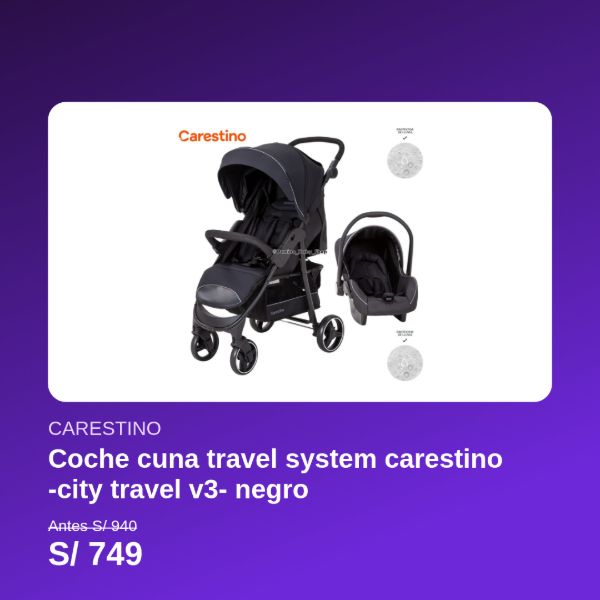 Carestino
CARESTINO
Coche cuna travel system carestino
-city travel v3- negro
Antes S/ 940
S/ 749